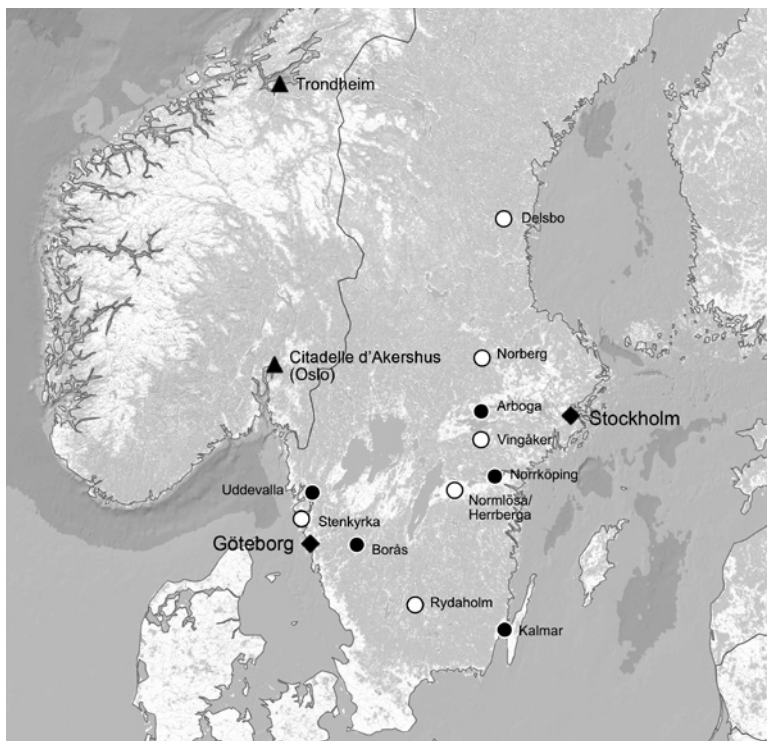 Trondheim
Delsbo
Norberg
Citadelle d'Akershus
(Oslo)
Arboga
Stockholm
Vingåker
Norrköping
Uddevalla
Normlösa/
Herrberga
Stenkyrka
Göteborg
Borås
Rydaholm
Kalmar